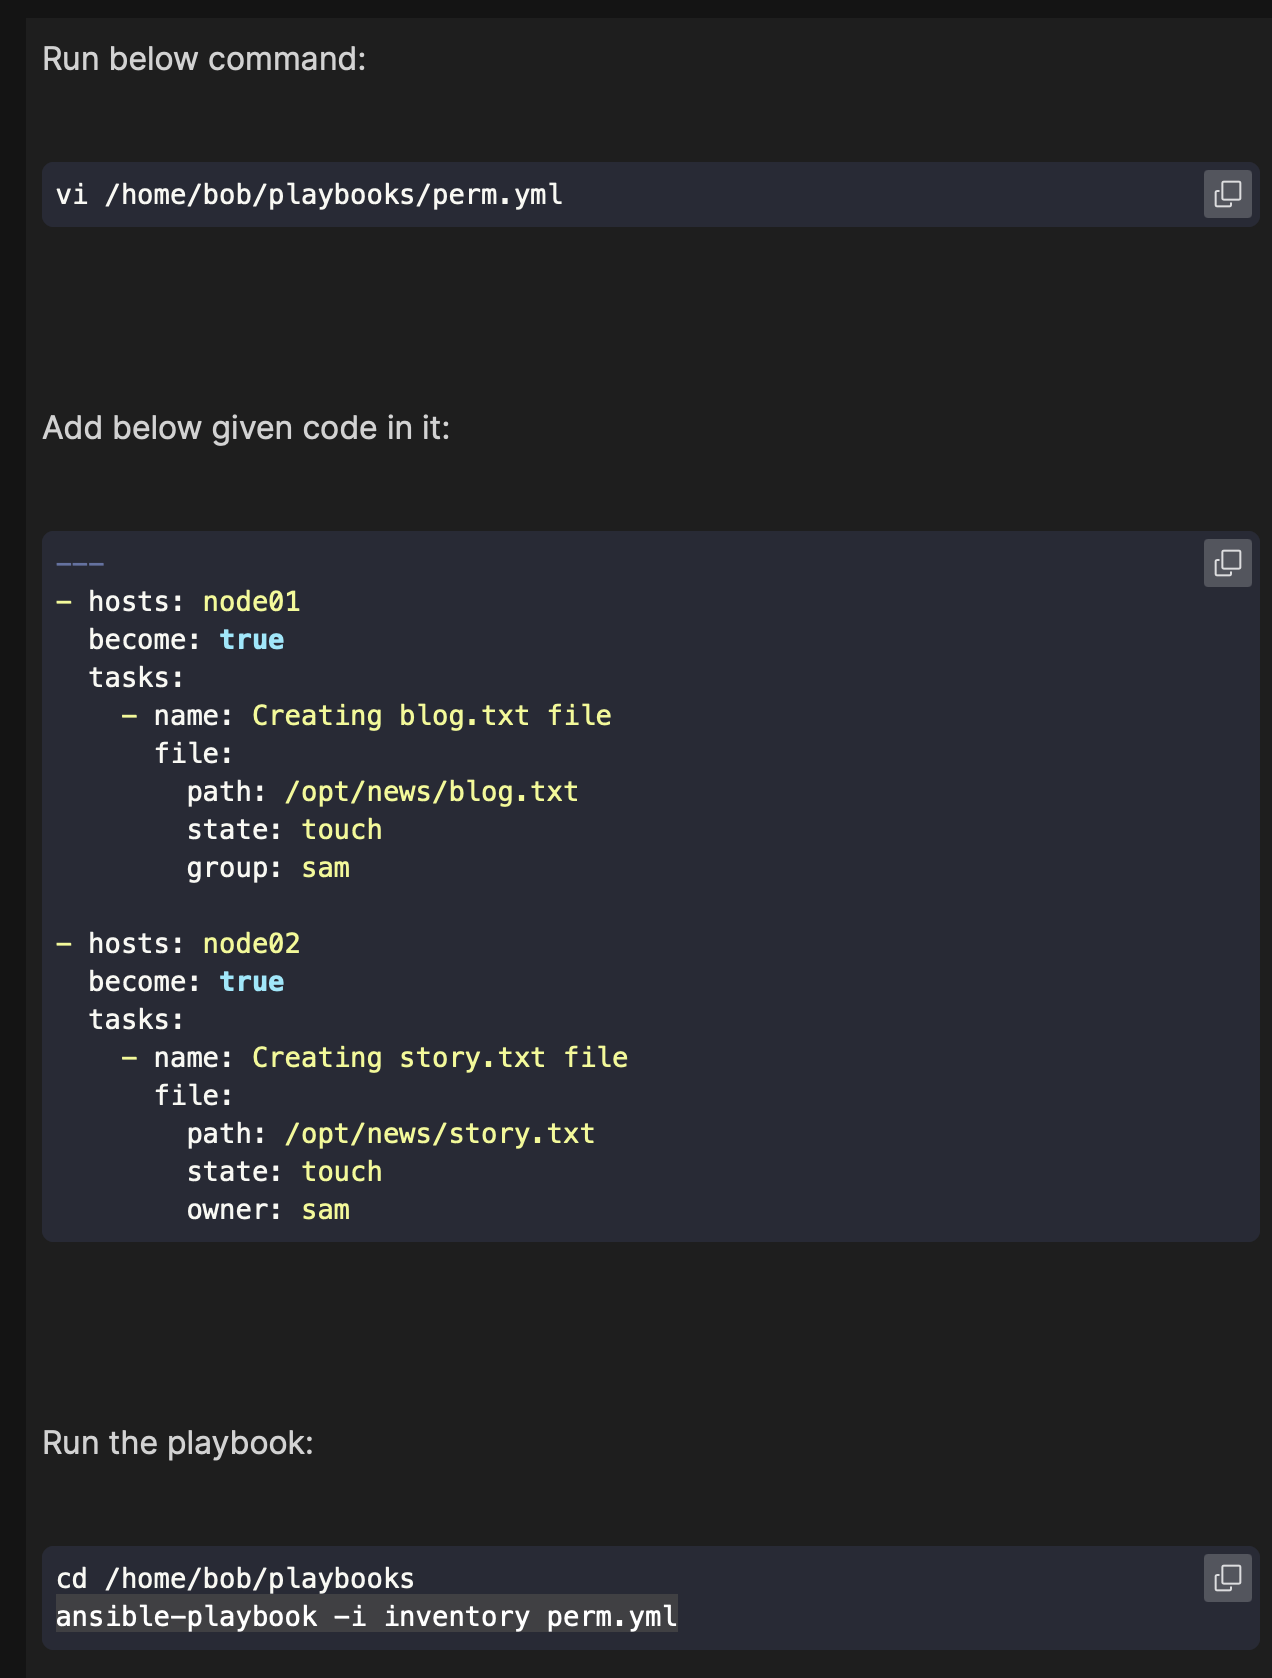 Run below command:
vi /home/bob/playbooks/perm.yml
Add below given code in it:
---
- hosts: node01
  become: true
  tasks:
    - name: Creating blog.txt file
      file:
        path: /opt/news/blog.txt
        state: touch
        group: sam

- hosts: node02
  become: true
  tasks:
    - name: Creating story.txt file
      file:
        path: /opt/news/story.txt
        state: touch
        owner: sam
Run the playbook:
cd /home/bob/playbooks
ansible-playbook -i inventory perm.yml